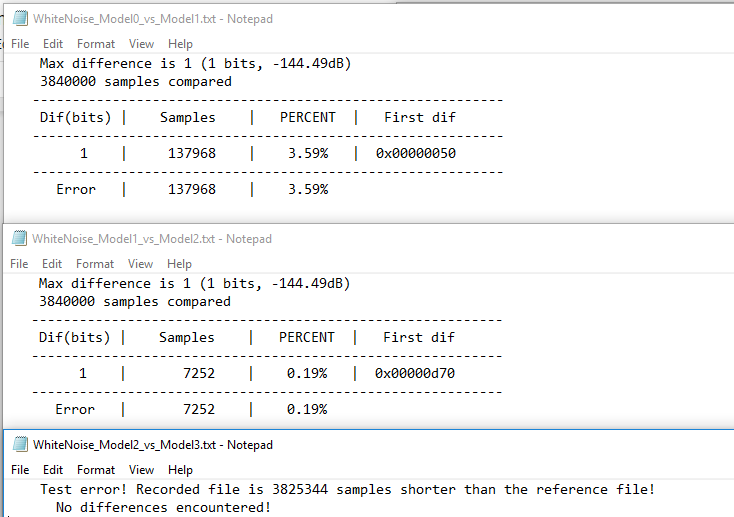 WhiteNoise_Model0_vs_Model1.txt - Notepad
File Edit Format View Help
Max difference is 1 (1 bits, -144.49dB)
3840000 samples compared
-----------------------------------------------------------
Dif(bits) | Samples | PERCENT | First dif
-----------------------------------------------------------
1 | 137968 | 3.59% | 0x00000050
-----------------------------------------------------------
Error | 137968 | 3.59%
WhiteNoise_Model1_vs_Model2.txt - Notepad
File Edit Format View Help
Max difference is 1 (1 bits, -144.49dB)
3840000 samples compared
-----------------------------------------------------------
Dif(bits) | Samples | PERCENT | First dif
-----------------------------------------------------------
1 | 7252 | 0.19% | 0x00000d70
-----------------------------------------------------------
Error | 7252 | 0.19%
WhiteNoise_Model2_vs_Model3.txt - Notepad
File Edit Format View Help
Test error! Recorded file is 3825344 samples shorter than the reference file!
No differences encountered!